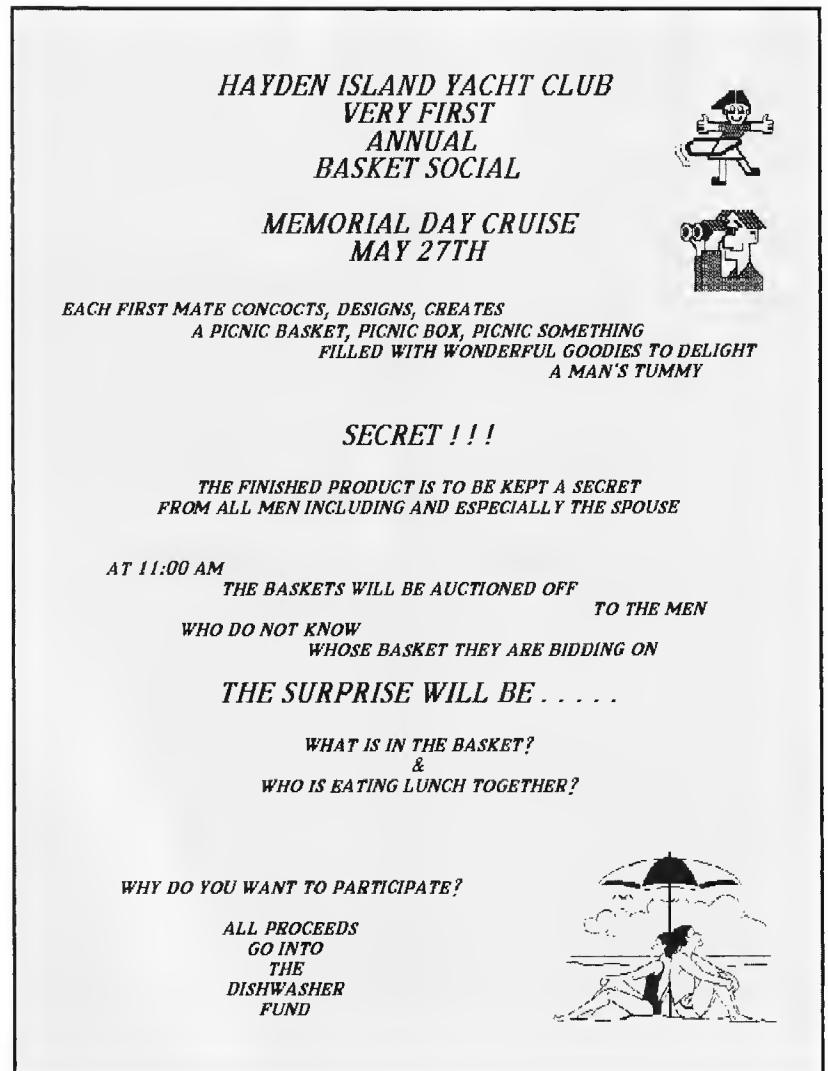 HAYDEN ISLAND YACHT CLUB
VERY FIRST
ANNUAL
BASKET SOCIAL
MEMORIAL DAY CRUISE
MAY 27TH
EACH FIRST MATE CONCOCTS, DESIGNS, CREATES
A PICNIC BASKET, PICNIC BOX, PICNIC SOMETHING
FILLED WITH WONDERFUL GOODIES TO DELIGHT
A MAN'S TUMMY
SECRET ! ! !
THE FINISHED PRODUCT IS TO BE KEPT A SECRET
FROM ALL MEN INCLUDING AND ESPECIALLY THE SPOUSE
AT 11:00 AM
THE BASKETS WILL BE AUCTIONED OFF
TO THE MEN
WHO DO NOT KNOW
WHOSE BASKET THEY ARE BIDDING ON
THE SURPRISE WILL BE . . . . .
WHAT IS IN THE BASKET?
&
WHO IS EATING LUNCH TOGETHER?
WHY DO YOU WANT TO PARTICIPATE?
ALL PROCEEDS
GO INTO
THE
DISHWASHER
FUND